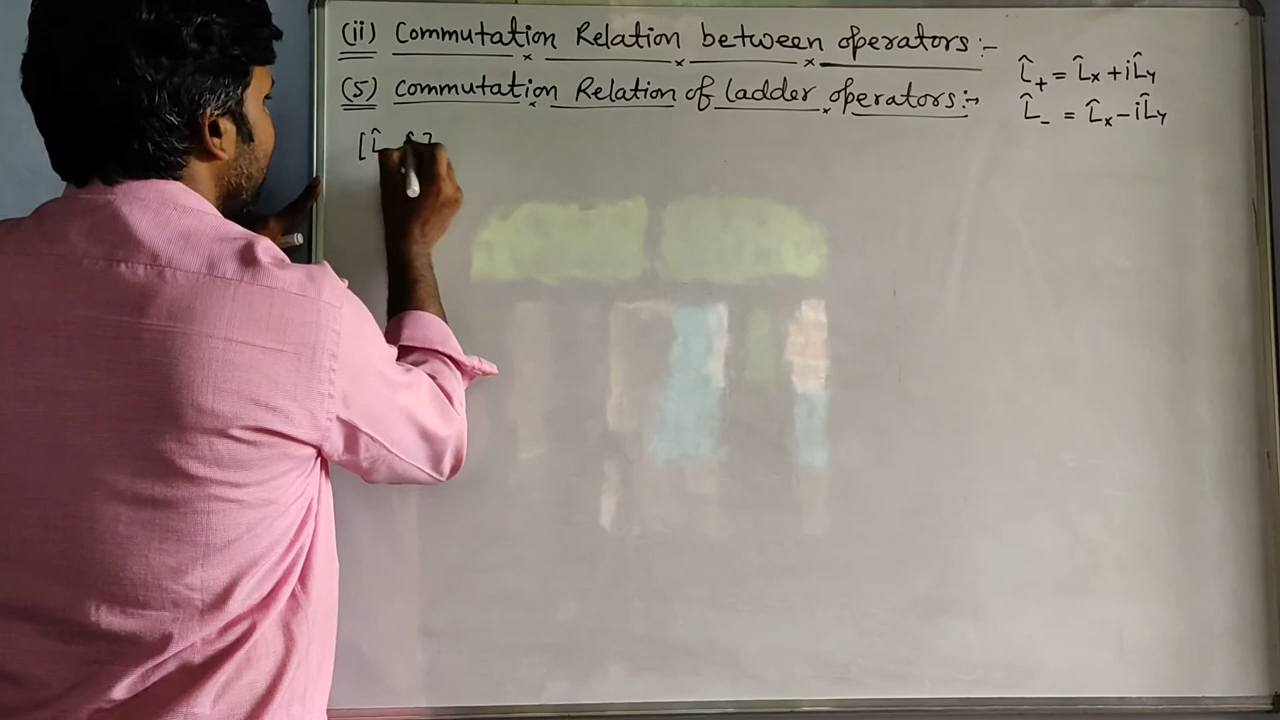 (ii) Commutation Relation between operators:-
(5) commutation Relation of ladder operators:-
L̂₊ = L̂x + iL̂y
L̂₋ = L̂x - iL̂y
[L̂